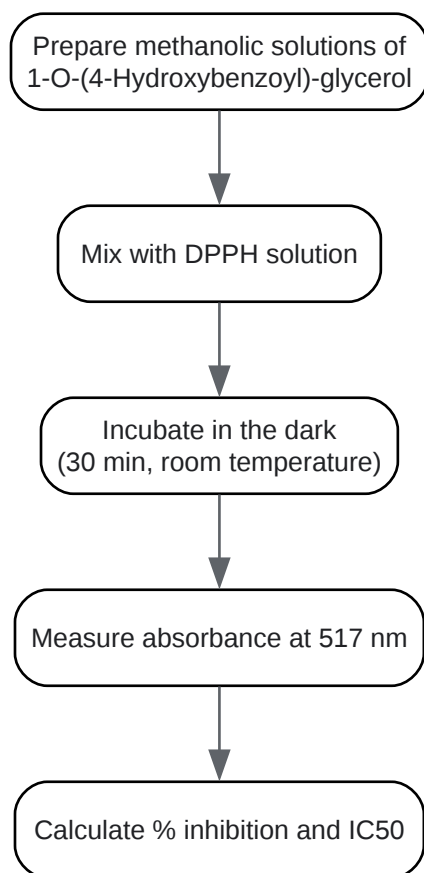 Prepare methanolic solutions of
1-O-(4-Hydroxybenzoyl)-glycerol
Mix with DPPH solution
Incubate in the dark
(30 min, room temperature)
Measure absorbance at 517 nm
Calculate % inhibition and IC50